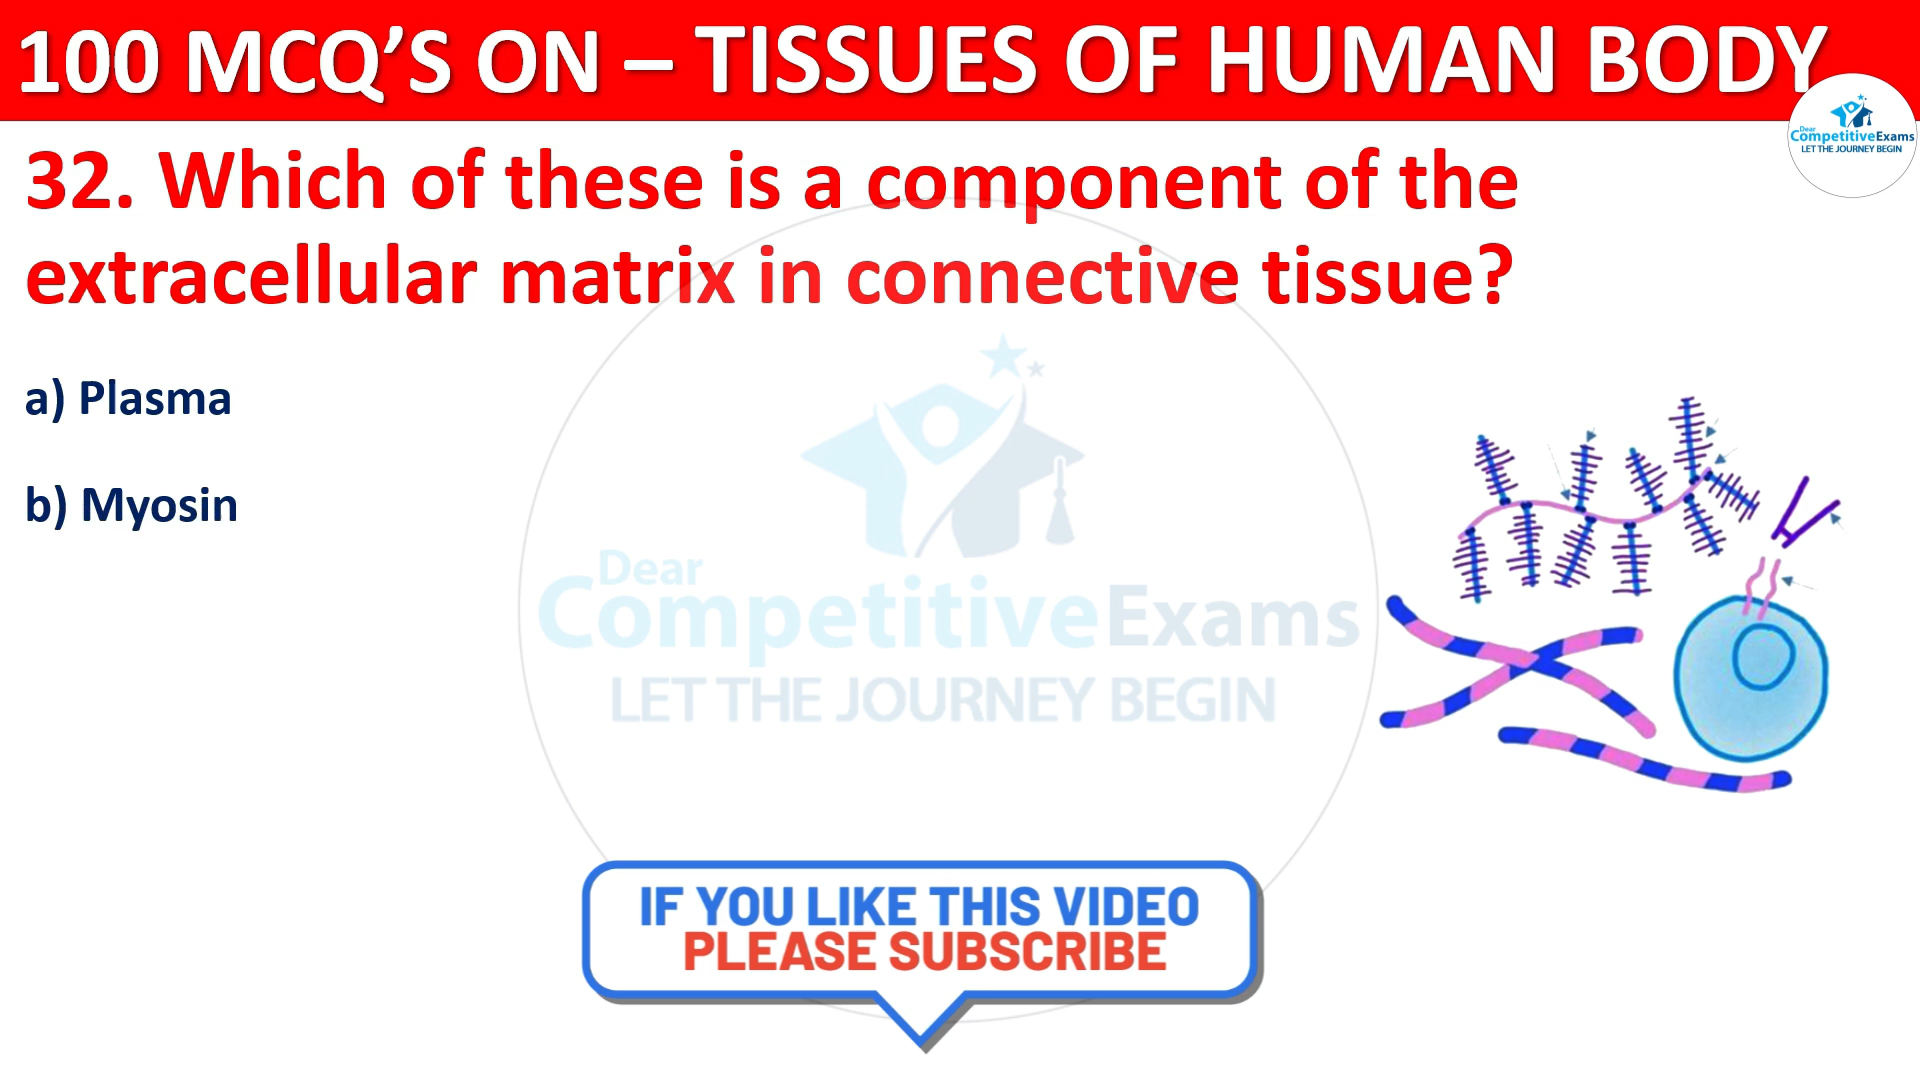 100 MCQ’S ON – TISSUES OF HUMAN BODY
Dear
CompetitiveExams
LET THE JOURNEY BEGIN
32. Which of these is a component of the
extracellular matrix in connective tissue?
a) Plasma
b) Myosin
Dear
CompetitiveExams
LET THE JOURNEY BEGIN
IF YOU LIKE THIS VIDEO
PLEASE SUBSCRIBE